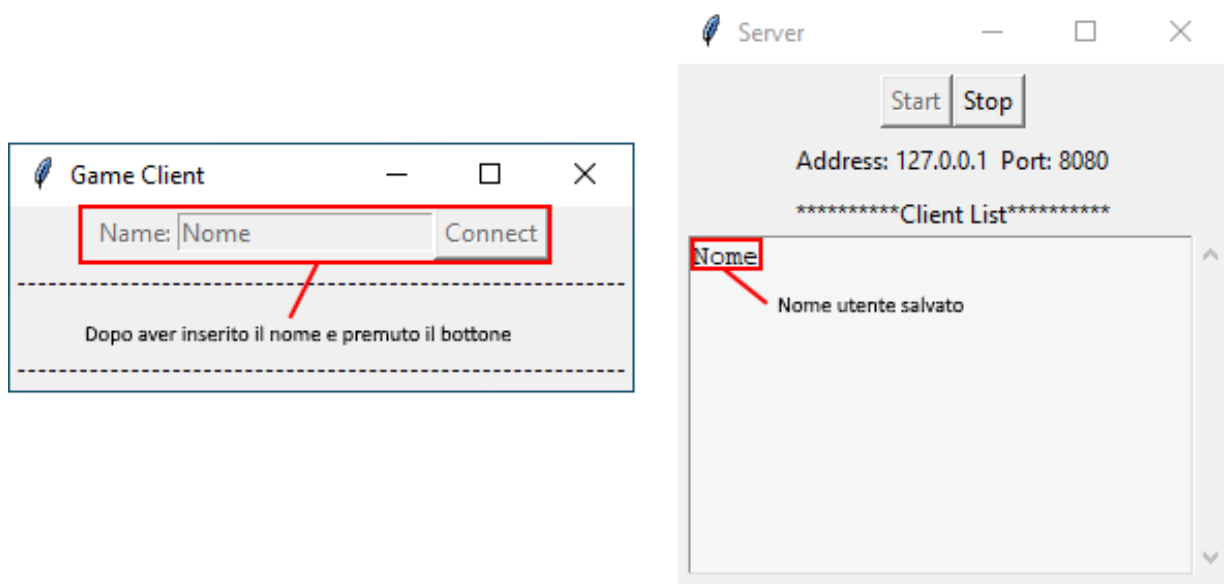 Game Client
Name: Nome Connect
--------------------------------------------------------------
Dopo aver inserito il nome e premuto il bottone
--------------------------------------------------------------
Server
Start Stop
Address: 127.0.0.1 Port: 8080
**********Client List**********
Nome
Nome utente salvato